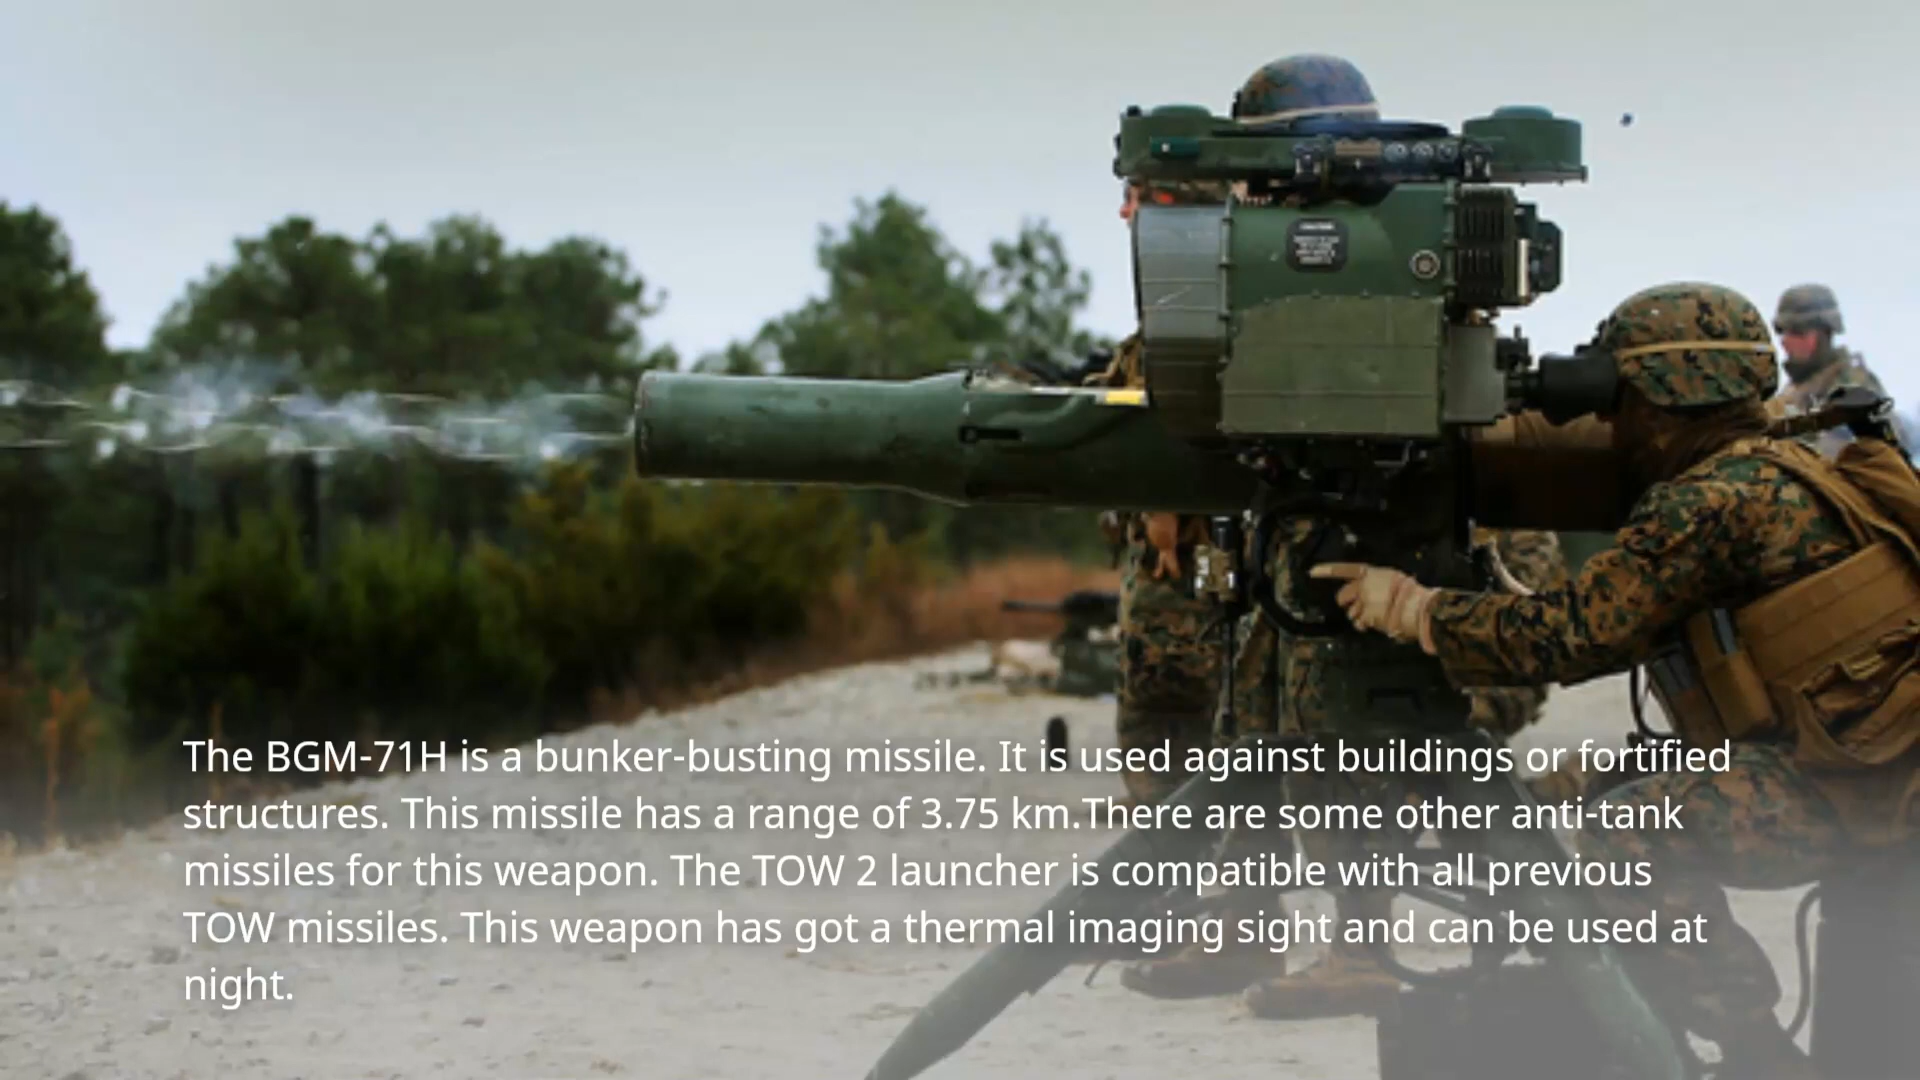 The BGM-71H is a bunker-busting missile. It is used against buildings or fortified
structures. This missile has a range of 3.75 km.There are some other anti-tank
missiles for this weapon. The TOW 2 launcher is compatible with all previous
TOW missiles. This weapon has got a thermal imaging sight and can be used at
night.